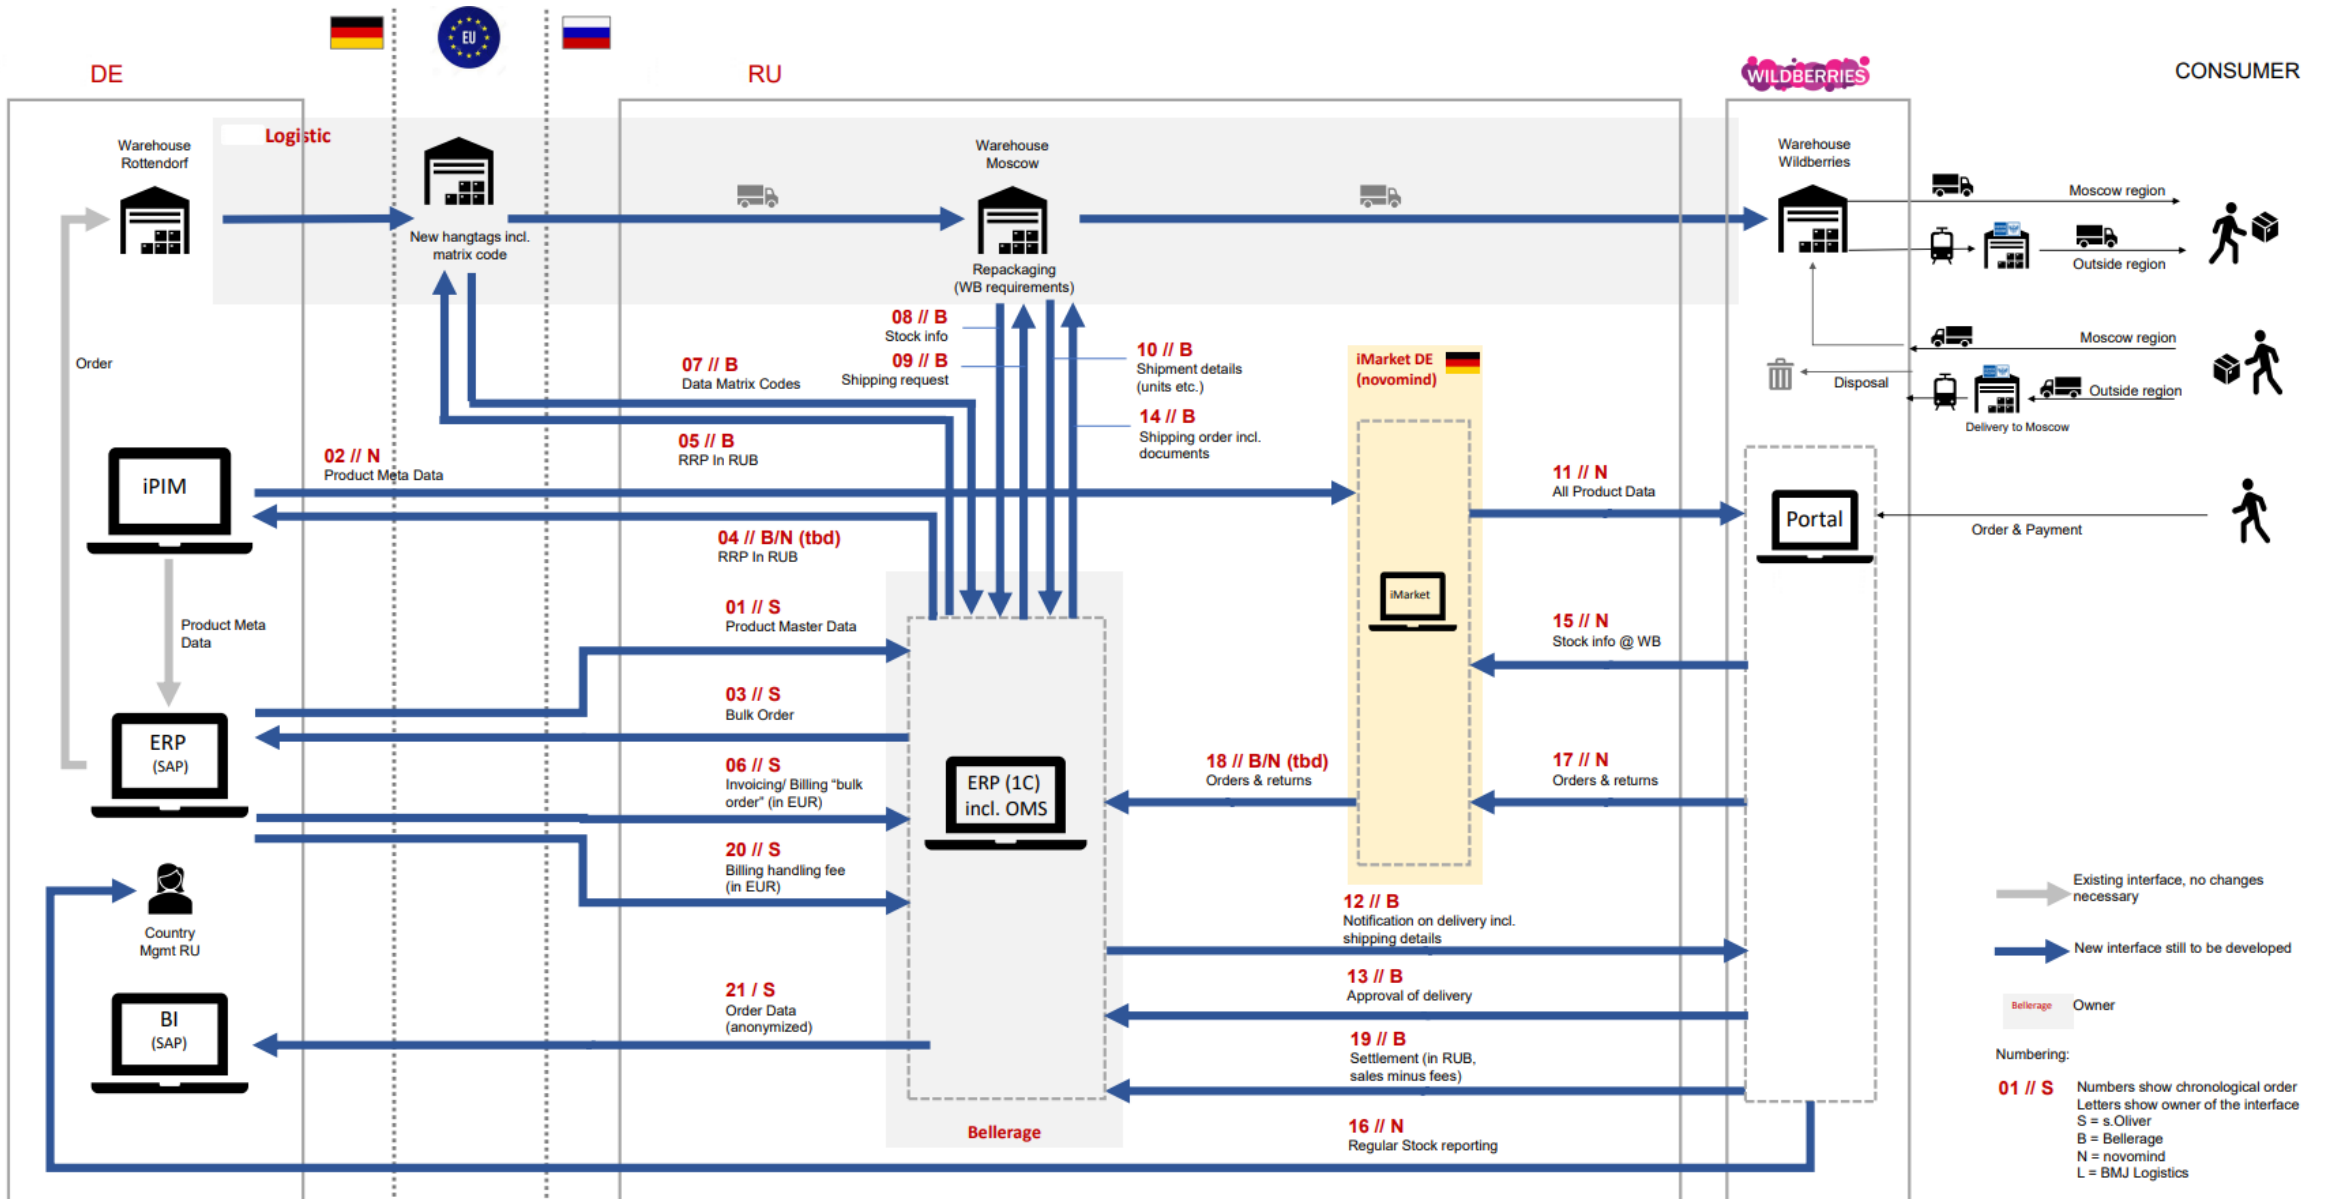 EU
DE
RU
WILDBERRIES
CONSUMER
Logistic
Warehouse
Rottendorf
New hangtags incl.
matrix code
Warehouse
Moscow
Repackaging
(WB requirements)
Warehouse
Wildberries
Moscow region
Outside region
Moscow region
Disposal
Outside region
Delivery to Moscow
Order
08 // B
Stock info
09 // B
Shipping request
07 // B
Data Matrix Codes
10 // B
Shipment details
(units etc.)
14 // B
Shipping order incl.
documents
05 // B
RRP In RUB
iMarket DE
(novomind)
02 // N
Product Meta Data
iPIM
04 // B/N (tbd)
RRP In RUB
11 // N
All Product Data
Portal
Order & Payment
Product Meta
Data
01 // S
Product Master Data
iMarket
15 // N
Stock info @ WB
03 // S
Bulk Order
ERP
(SAP)
06 // S
Invoicing/ Billing “bulk
order” (in EUR)
ERP (1C)
incl. OMS
18 // B/N (tbd)
Orders & returns
17 // N
Orders & returns
20 // S
Billing handling fee
(in EUR)
Country
Mgmt RU
12 // B
Notification on delivery incl.
shipping details
13 // B
Approval of delivery
21 / S
Order Data
(anonymized)
BI
(SAP)
19 // B
Settlement (in RUB,
sales minus fees)
Bellerage
16 // N
Regular Stock reporting
Existing interface, no changes
necessary
New interface still to be developed
Bellerage
Owner
Numbering:
01 // S
Numbers show chronological order
Letters show owner of the interface
S = s.Oliver
B = Bellerage
N = novomind
L = BMJ Logistics